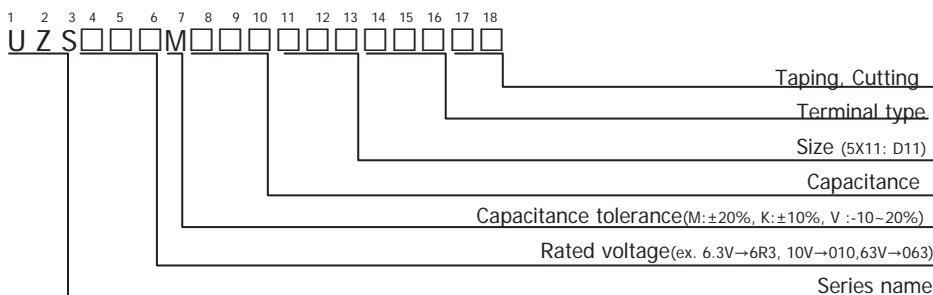 1 2 3 4 5 6 7 8 9 10 11 12 13 14 15 16 17 18
U Z S□□□M□□□□□□□□□□□
Taping, Cutting
Terminal type
Size (5X11: D11)
Capacitance
Capacitance tolerance(M:±20%, K:±10%, V :-10~20%)
Rated voltage(ex. 6.3V→6R3, 10V→010,63V→063)
Series name